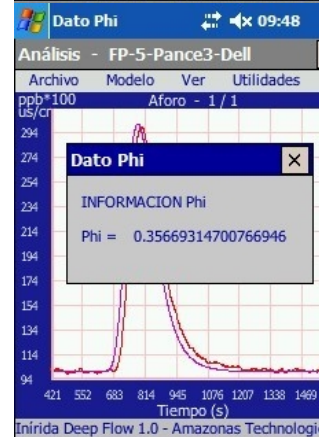 Dato Phi 09:48
Análisis - FP-5-Pance3-Dell
Archivo Modelo Ver Utilidades
ppb*100 Aforo - 1 / 1
us/cr
294
274
254
234
214
194
174
154
134
114
94
Dato Phi
INFORMACION Phi
Phi = 0.35669314700766946
421 552 683 814 945 1076 1207 1338 1469
Tiempo (s)
Inírida Deep Flow 1.0 - Amazonas Technologi